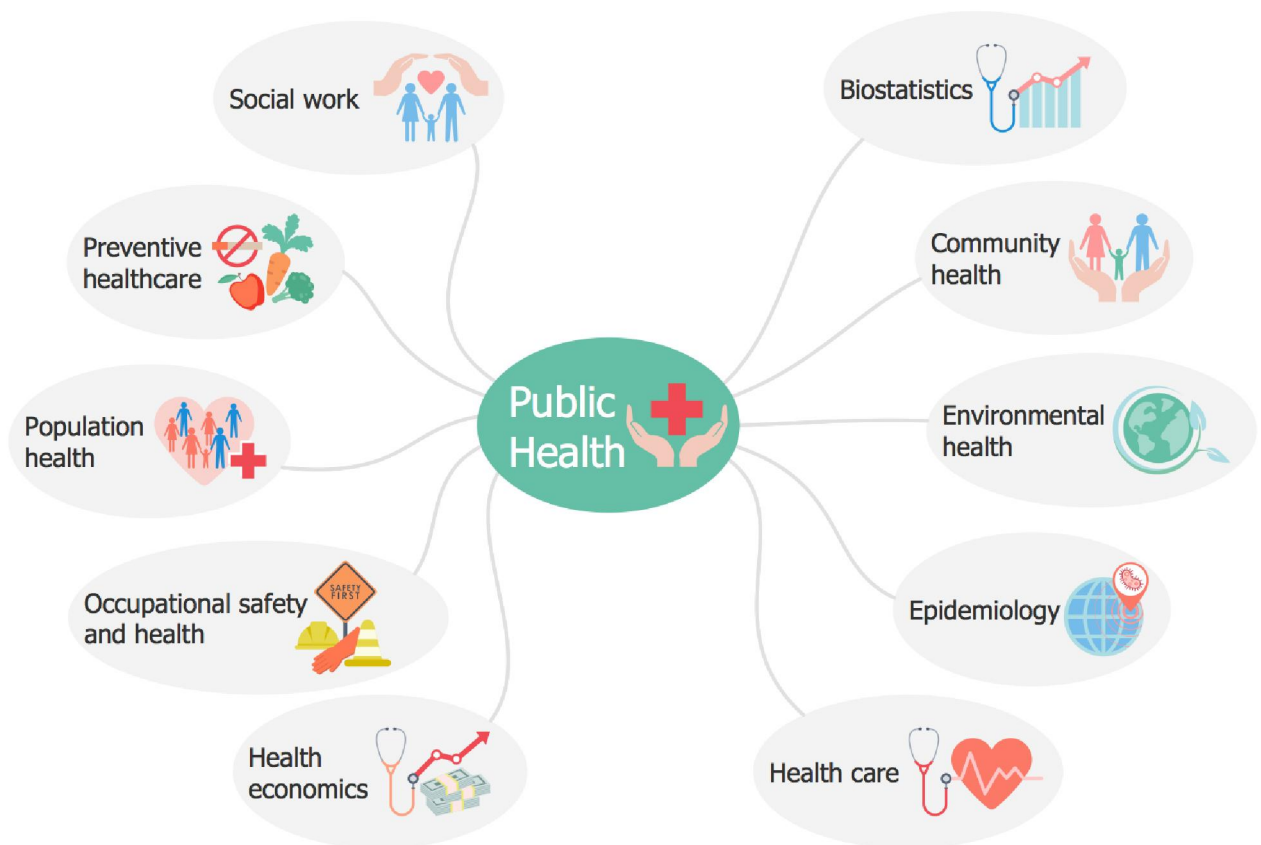 Social work
Biostatistics
Preventive
healthcare
Community
health
Public
Health
Population
health
Environmental
health
Occupational safety
and health
SAFETY
FIRST
Epidemiology
Health
economics
Health care